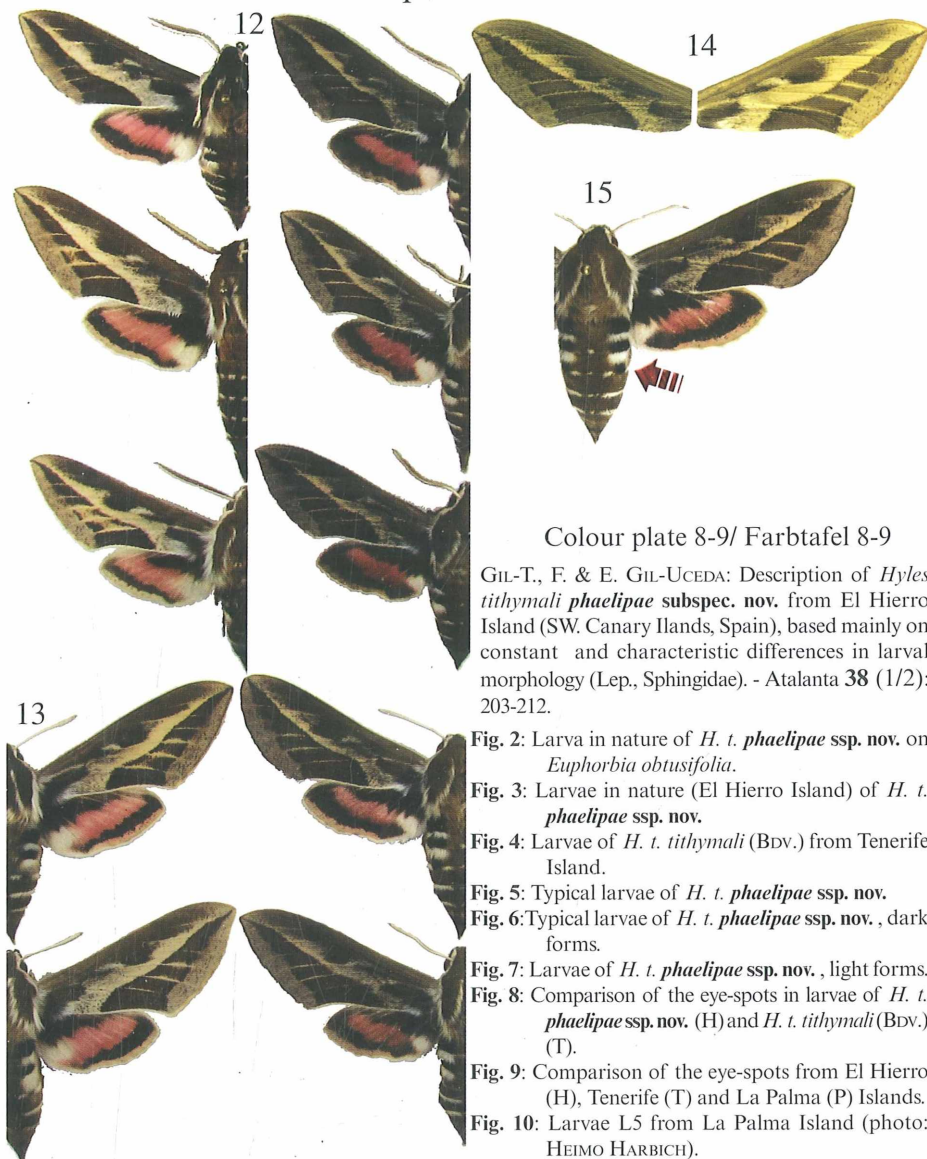 12
14
15
13
Colour plate 8-9/ Farbtafel 8-9
GIL-T., F. & E. GIL-UCEDA: Description of Hyles
tithymali phaelipae subspec. nov. from El Hierro
Island (SW. Canary Ilands, Spain), based mainly on
constant and characteristic differences in larval
morphology (Lep., Sphingidae). - Atalanta 38 (1/2):
203-212.
Fig. 2: Larva in nature of H. t. phaelipae ssp. nov. on
Euphorbia obtusifolia.
Fig. 3: Larvae in nature (El Hierro Island) of H. t.
phaelipae ssp. nov.
Fig. 4: Larvae of H. t. tithymali (BDV.) from Tenerife
Island.
Fig. 5: Typical larvae of H. t. phaelipae ssp. nov.
Fig. 6:Typical larvae of H. t. phaelipae ssp. nov. , dark
forms.
Fig. 7: Larvae of H. t. phaelipae ssp. nov. , light forms.
Fig. 8: Comparison of the eye-spots in larvae of H. t.
phaelipae ssp. nov. (H) and H. t. tithymali (BDV.)
(T).
Fig. 9: Comparison of the eye-spots from El Hierro
(H), Tenerife (T) and La Palma (P) Islands.
Fig. 10: Larvae L5 from La Palma Island (photo:
HEIMO HARBICH).